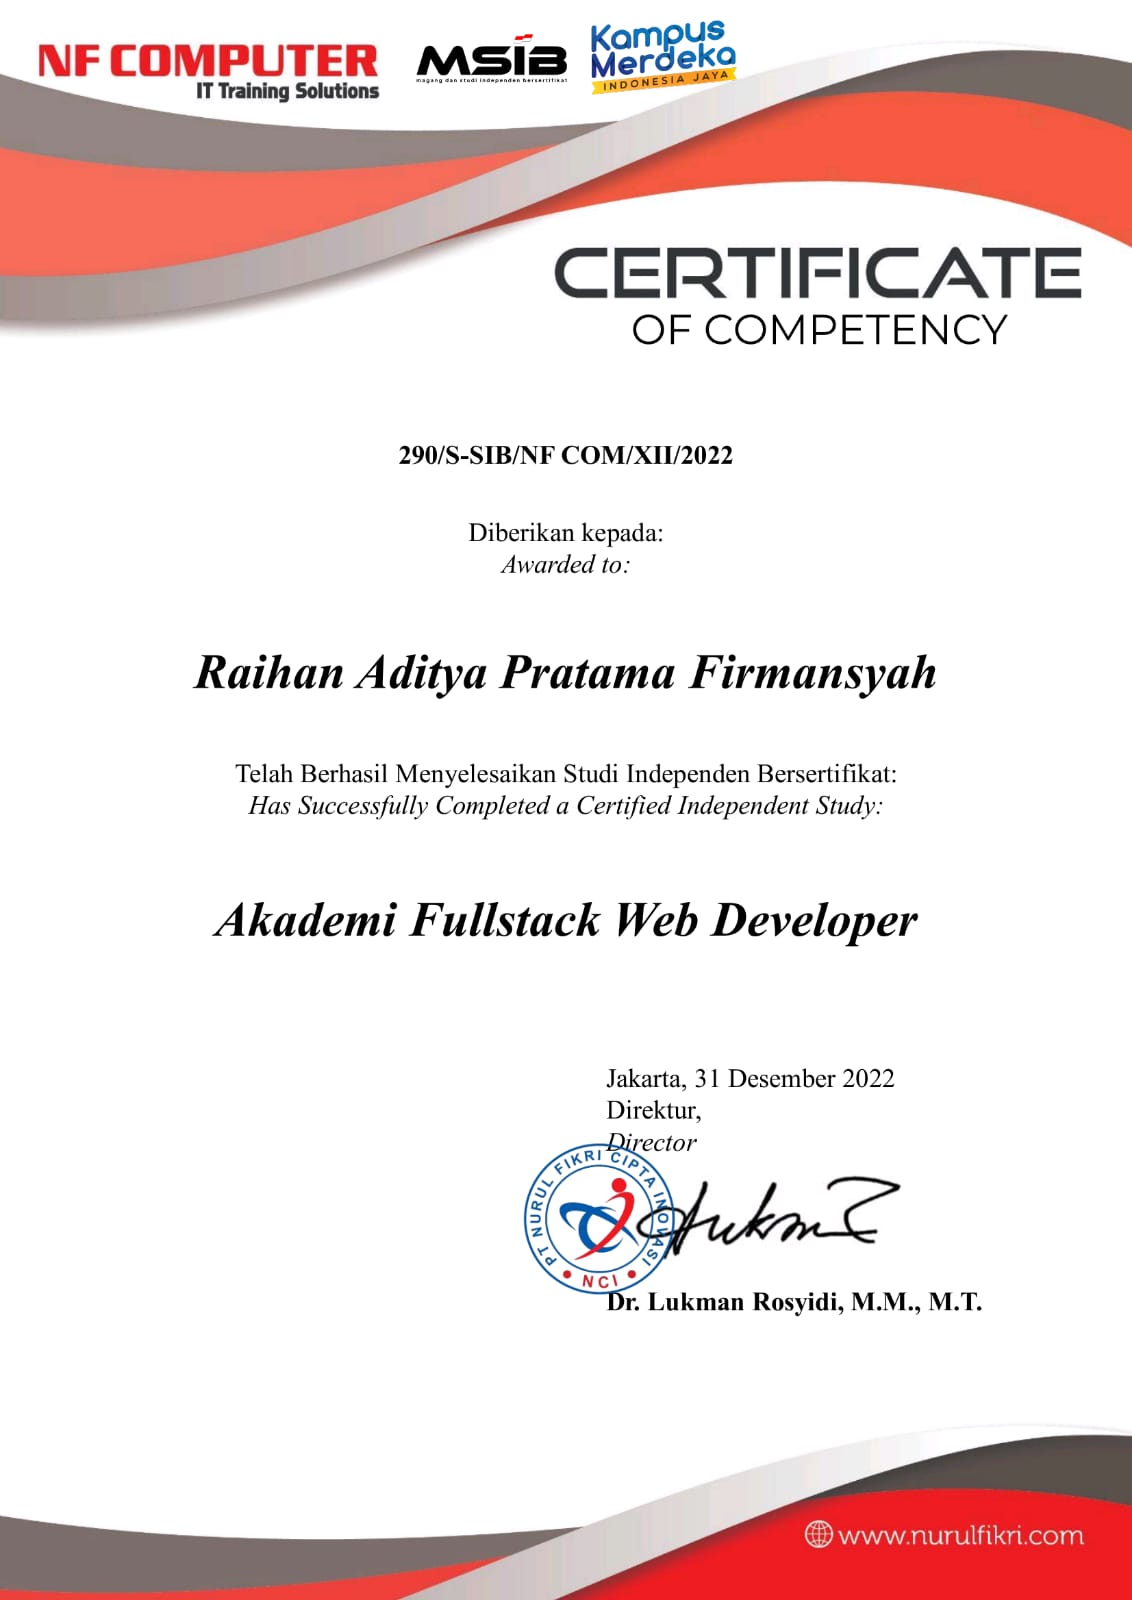 NF COMPUTER
IT Training Solutions
MSIB
magang dan studi independen bersertifikat
Kampus
Merdeka
INDONESIA JAYA
CERTIFICATE
OF COMPETENCY
290/S-SIB/NF COM/XII/2022
Diberikan kepada:
Awarded to:
Raihan Aditya Pratama Firmansyah
Telah Berhasil Menyelesaikan Studi Independen Bersertifikat:
Has Successfully Completed a Certified Independent Study:
Akademi Fullstack Web Developer
Jakarta, 31 Desember 2022
Direktur,
Director
PT NURUL FIKRI CIPTA INOVASI
NCI
Dr. Lukman Rosyidi, M.M., M.T.
www.nurulfikri.com